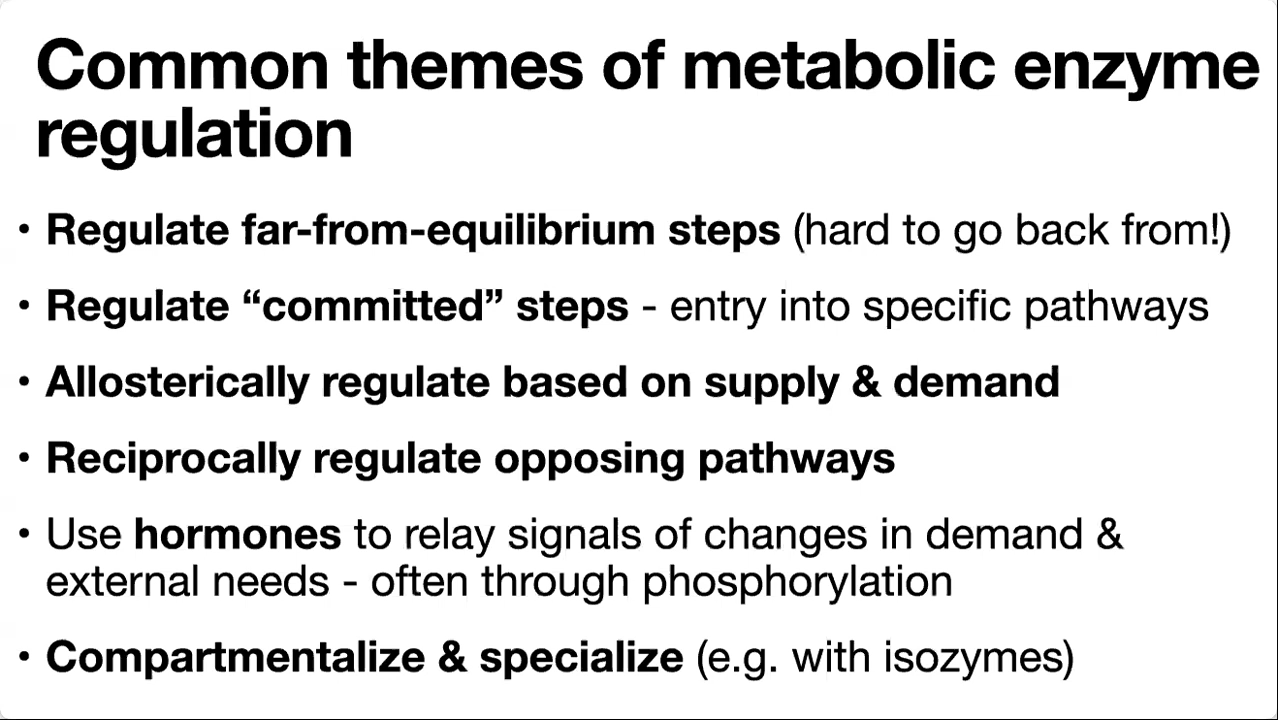 Common themes of metabolic enzyme
regulation
• Regulate far-from-equilibrium steps (hard to go back from!)
• Regulate “committed” steps - entry into specific pathways
• Allosterically regulate based on supply & demand
• Reciprocally regulate opposing pathways
• Use hormones to relay signals of changes in demand &
external needs - often through phosphorylation
• Compartmentalize & specialize (e.g. with isozymes)